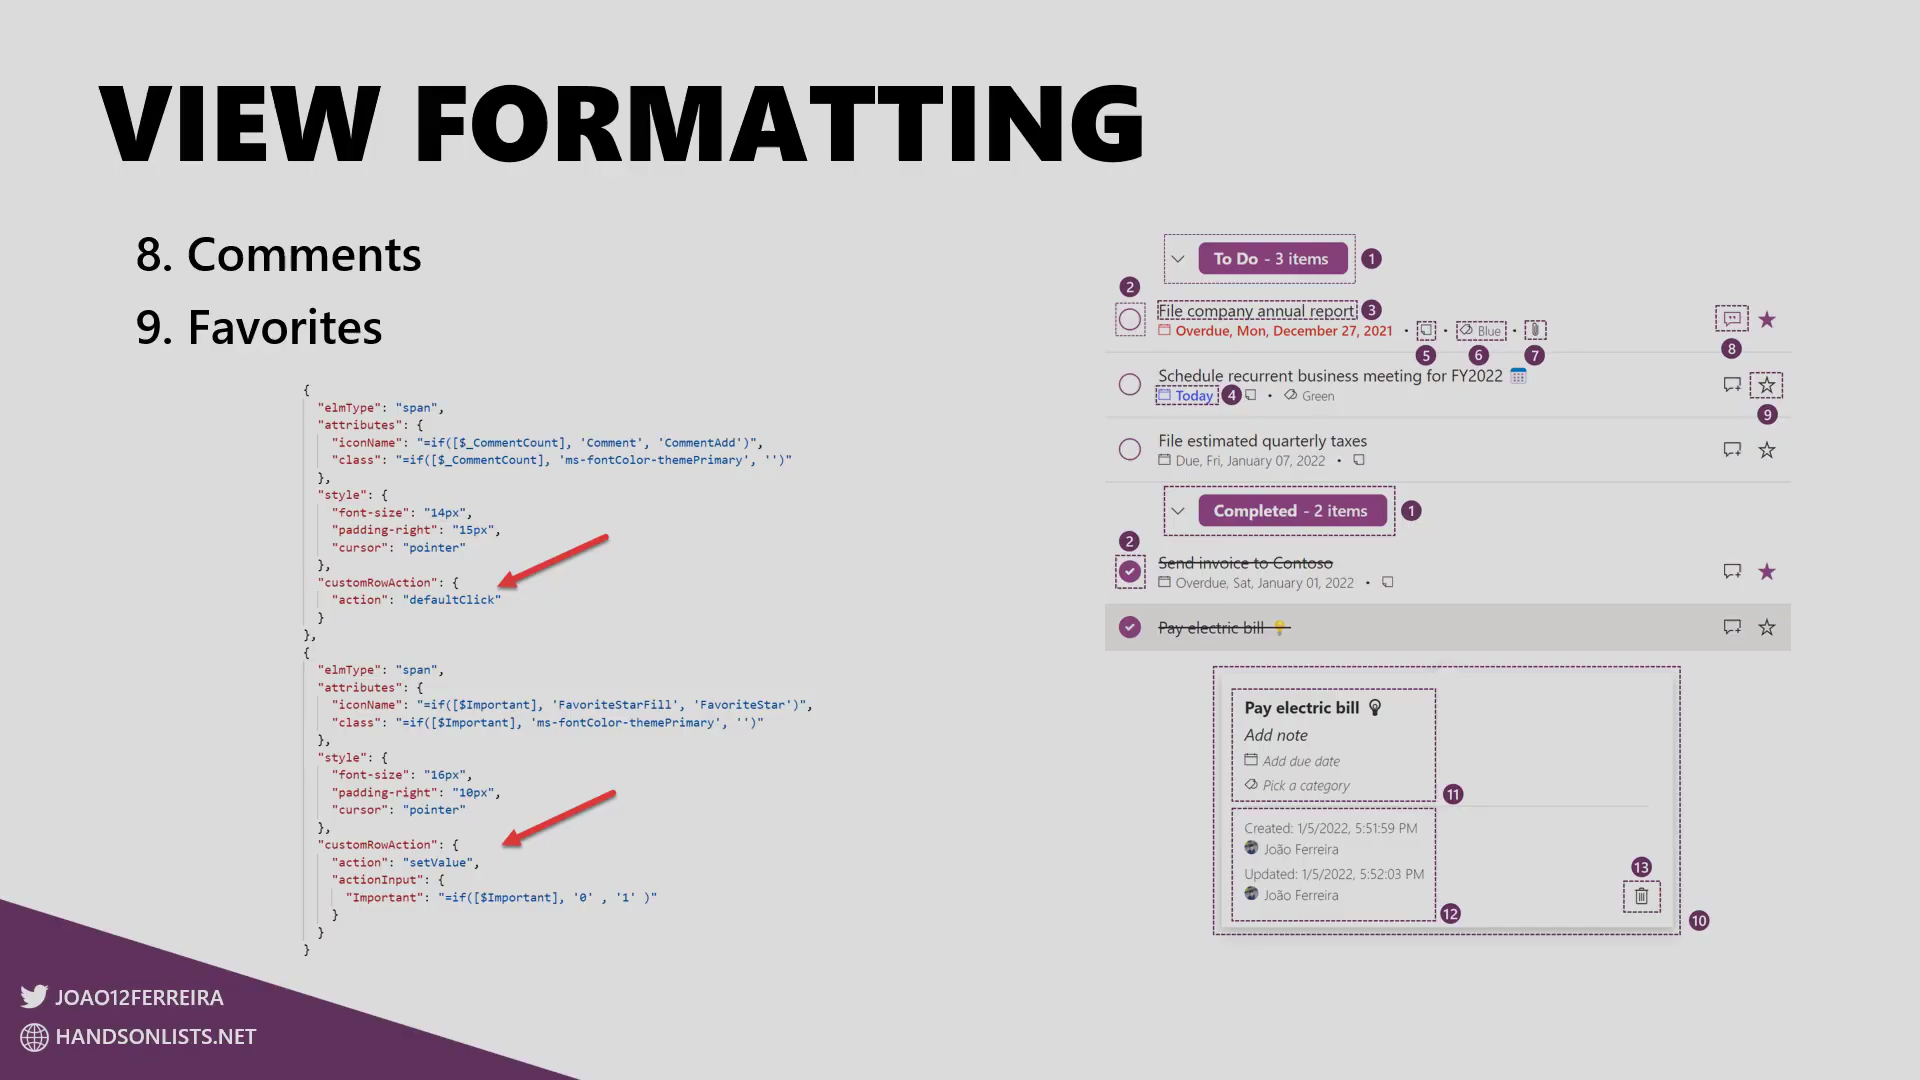 VIEW FORMATTING
8. Comments
9. Favorites
{
"elmType": "span",
"attributes": {
"iconName": "=if([$_CommentCount], 'Comment', 'CommentAdd')",
"class": "=if([$_CommentCount], 'ms-fontColor-themePrimary', '')"
},
"style": {
"font-size": "14px",
"padding-right": "15px",
"cursor": "pointer"
},
"customRowAction": {
"action": "defaultClick"
}
},
{
"elmType": "span",
"attributes": {
"iconName": "=if([$Important], 'FavoriteStarFill', 'FavoriteStar')",
"class": "=if([$Important], 'ms-fontColor-themePrimary', '')"
},
"style": {
"font-size": "16px",
"padding-right": "10px",
"cursor": "pointer"
},
"customRowAction": {
"action": "setValue",
"actionInput": {
"Important": "=if([$Important], '0' , '1' )"
}
}
}
To Do - 3 items 1
2
File company annual report 3
Overdue, Mon, December 27, 2021 • • Blue •
5 6 7 8
Schedule recurrent business meeting for FY2022
Today 4 • Green
9
File estimated quarterly taxes
Due, Fri, January 07, 2022 •
Completed - 2 items 1
2
Send invoice to Contoso
Overdue, Sat, January 01, 2022 •
Pay electric bill
Pay electric bill
Add note
Add due date
Pick a category
11
Created: 1/5/2022, 5:51:59 PM
João Ferreira
Updated: 1/5/2022, 5:52:03 PM
João Ferreira
12
13
10
JOAO12FERREIRA
HANDSONLISTS.NET